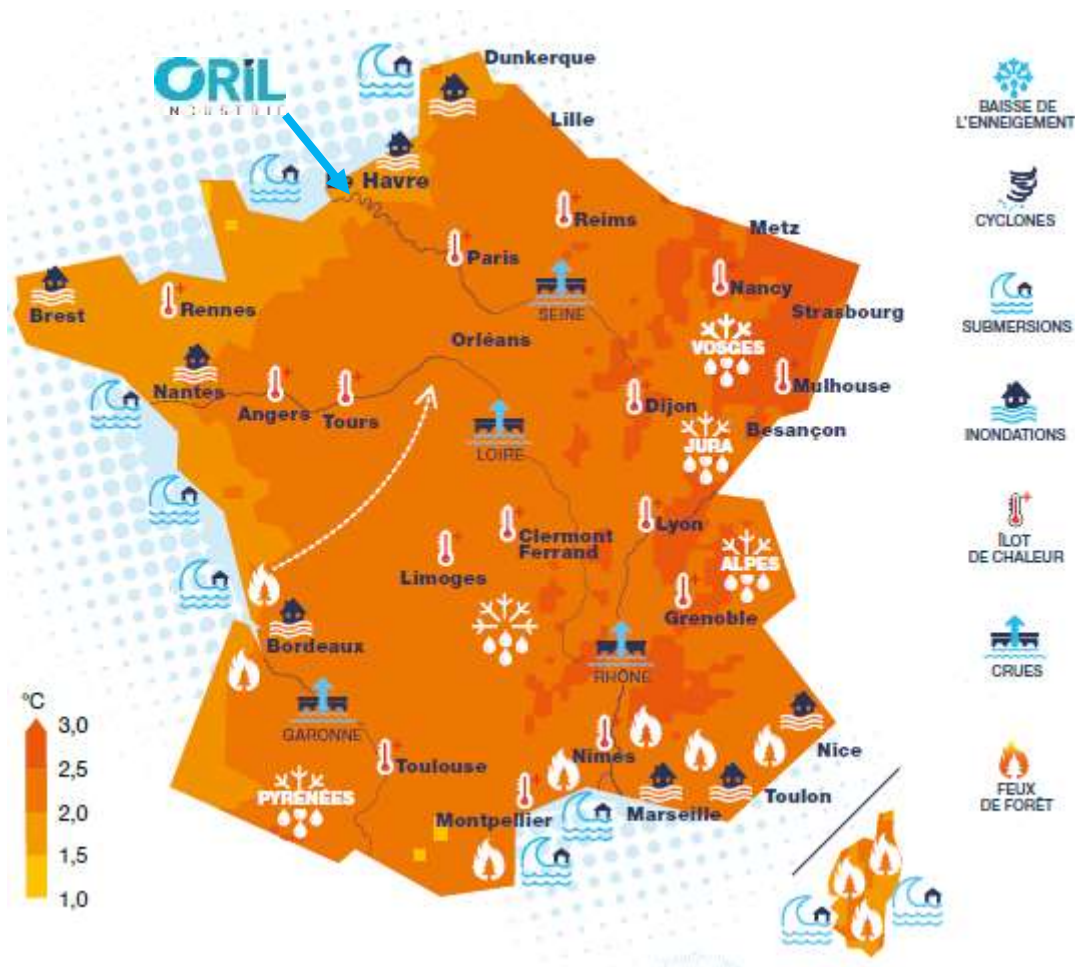 ORIL
INDUSTRIE
Dunkerque
Lille
Le Havre
Reims
Metz
Paris
Nancy
Strasbourg
SEINE
Brest
Rennes
Orléans
VOSGES
Nantes
Angers
Tours
Dijon
Mulhouse
Besançon
JURA
LOIRE
Lyon
Clermont
Ferrand
ALPES
Limoges
Grenoble
Bordeaux
RHÔNE
GARONNE
Nimes
Nice
Toulouse
Toulon
PYRÉNÉES
Montpellier
Marseille
°C
3,0
2,5
2,0
1,5
1,0
BAISSE DE
L'ENNEIGEMENT
CYCLONES
SUBMERSIONS
INONDATIONS
ÎLOT
DE CHALEUR
CRUES
FEUX
DE FORÊT